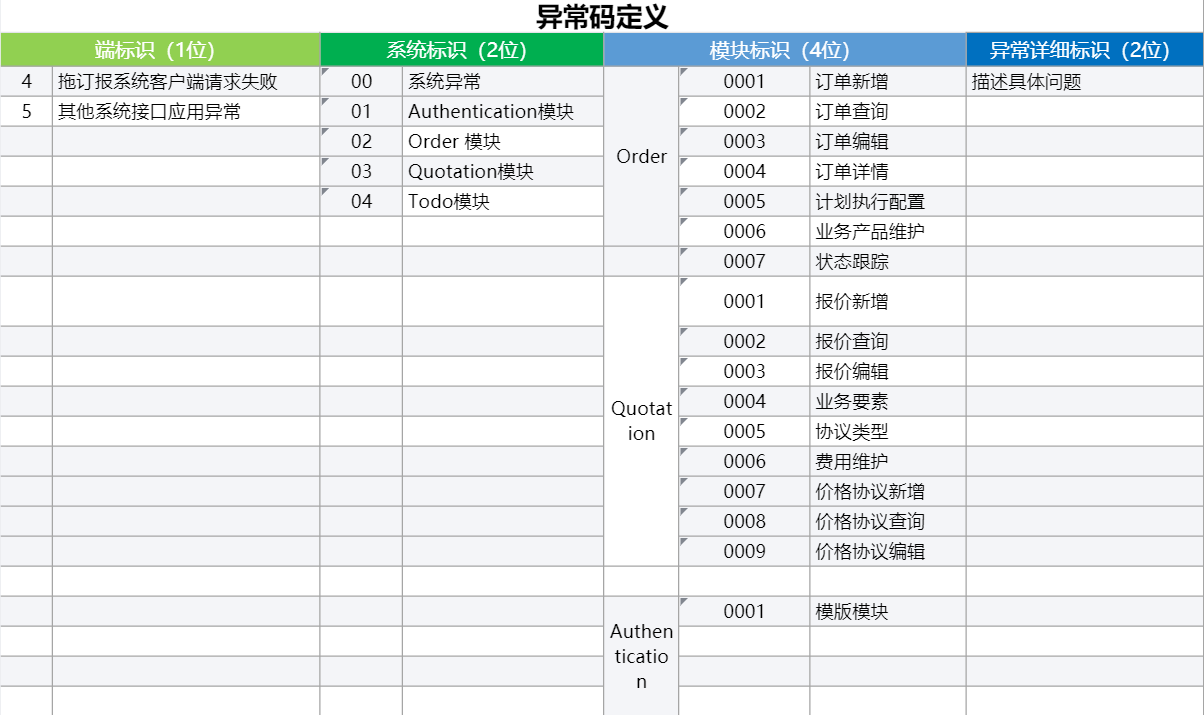 异常码定义
端标识（1位） 系统标识（2位） 模块标识（4位） 异常详细标识（2位）
4 拖订报系统客户端请求失败 00 系统异常 0001 订单新增 描述具体问题
5 其他系统接口应用异常 01 Authentication模块 0002 订单查询
02 Order 模块 0003 订单编辑
Order
03 Quotation模块 0004 订单详情
04 Todo模块 0005 计划执行配置
0006 业务产品维护
0007 状态跟踪
0001 报价新增
0002 报价查询
0003 报价编辑
0004 业务要素
Quotat
ion
0005 协议类型
0006 费用维护
0007 价格协议新增
0008 价格协议查询
0009 价格协议编辑
0001 模版模块
Authen
ticatio
n